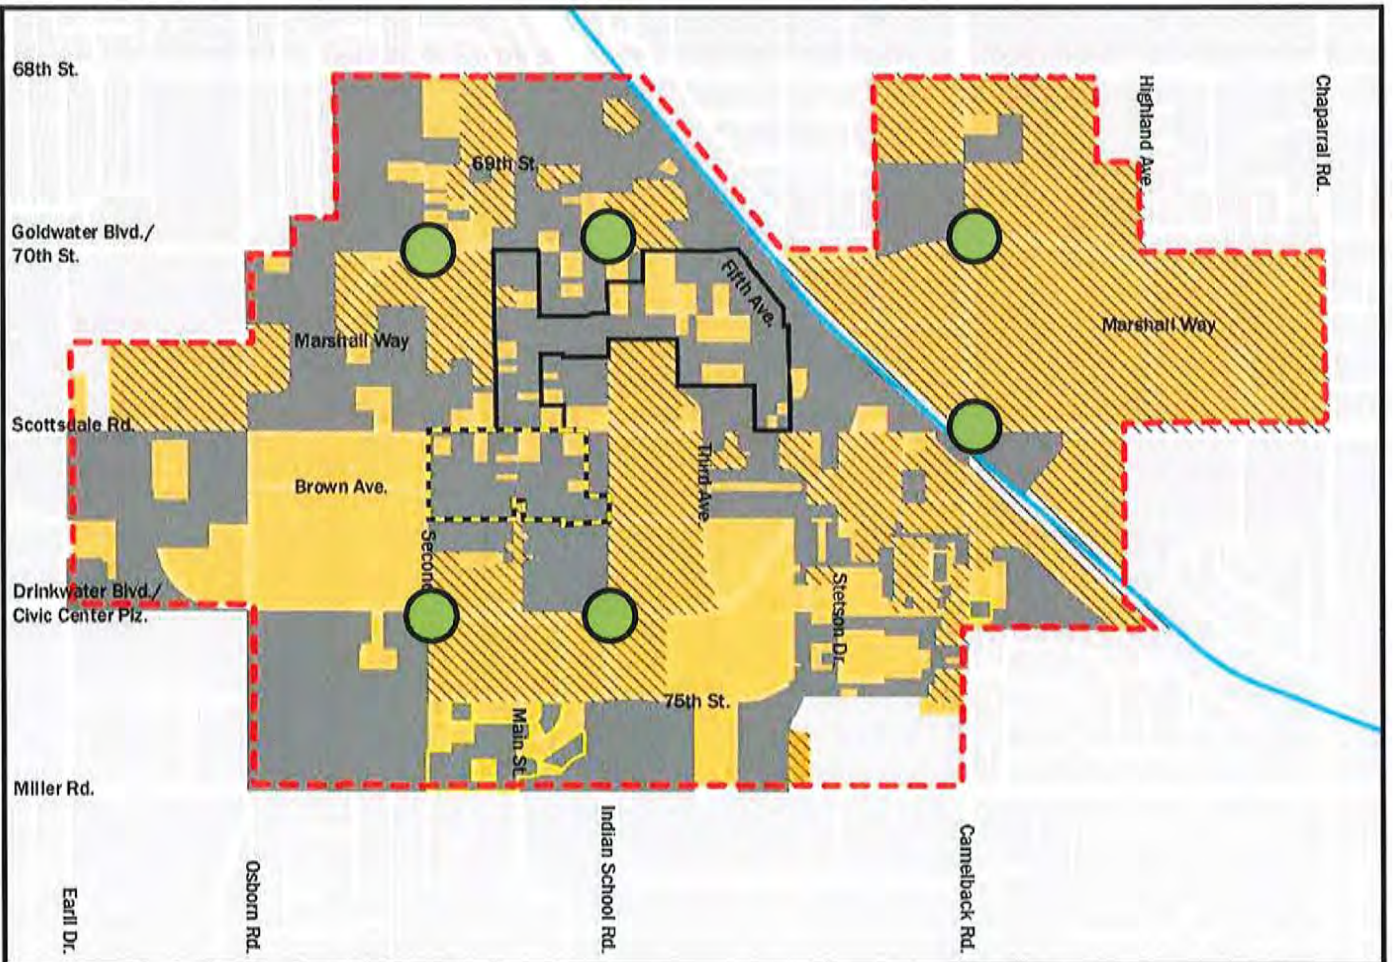 68th St.
Highland Ave.
Chaparral Rd.
69th St.
Goldwater Blvd./
70th St.
Fifth Ave.
Marshall Way
Marshall Way
Scottsdale Rd.
Third Ave.
Brown Ave.
Second
Stetson Dr.
Drinkwater Blvd./
Civic Center Plz.
75th St.
Main St.
Miller Rd.
Indian School Rd.
Camelback Rd.
Osborn Rd.
Earll Dr.